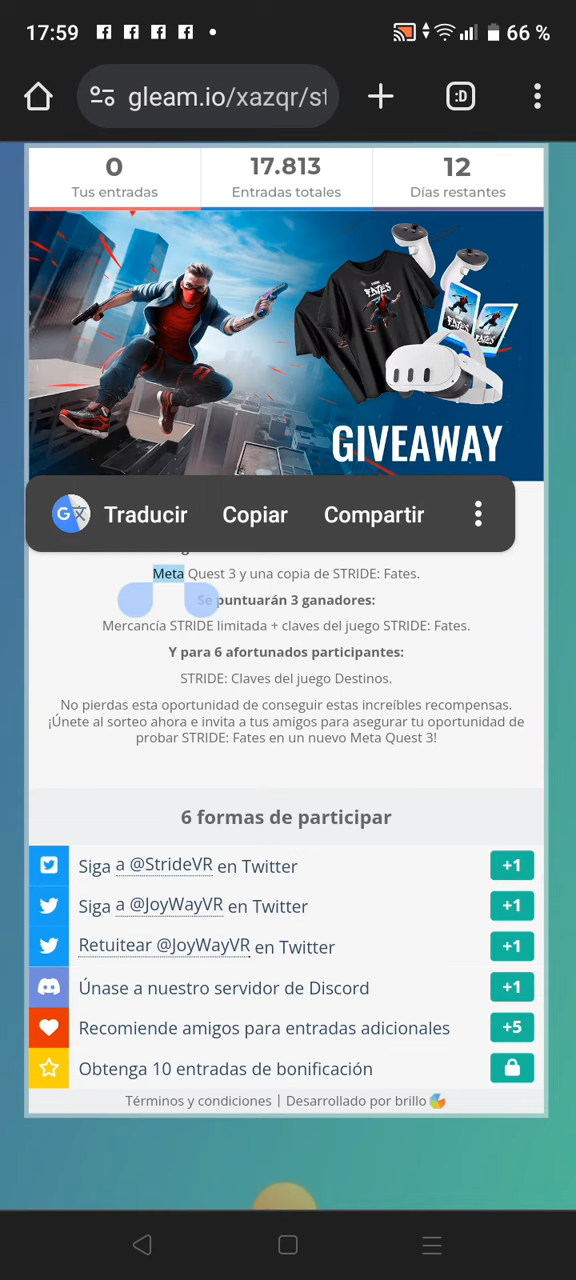 17:59
66 %
gleam.io/xazqr/st
:D
0
17.813
12
Tus entradas
Entradas totales
Días restantes
FATES
GIVEAWAY
Traducir
Copiar
Compartir
Meta Quest 3 y una copia de STRIDE: Fates.
Se puntuarán 3 ganadores:
Mercancía STRIDE limitada + claves del juego STRIDE: Fates.
Y para 6 afortunados participantes:
STRIDE: Claves del juego Destinos.
No pierdas esta oportunidad de conseguir estas increíbles recompensas.
¡Únete al sorteo ahora e invita a tus amigos para asegurar tu oportunidad de
probar STRIDE: Fates en un nuevo Meta Quest 3!
6 formas de participar
Siga a @StrideVR en Twitter
+1
Siga a @JoyWayVR en Twitter
+1
Retuitear @JoyWayVR en Twitter
+1
Únase a nuestro servidor de Discord
+1
Recomiende amigos para entradas adicionales
+5
Obtenga 10 entradas de bonificación
Términos y condiciones | Desarrollado por brillo